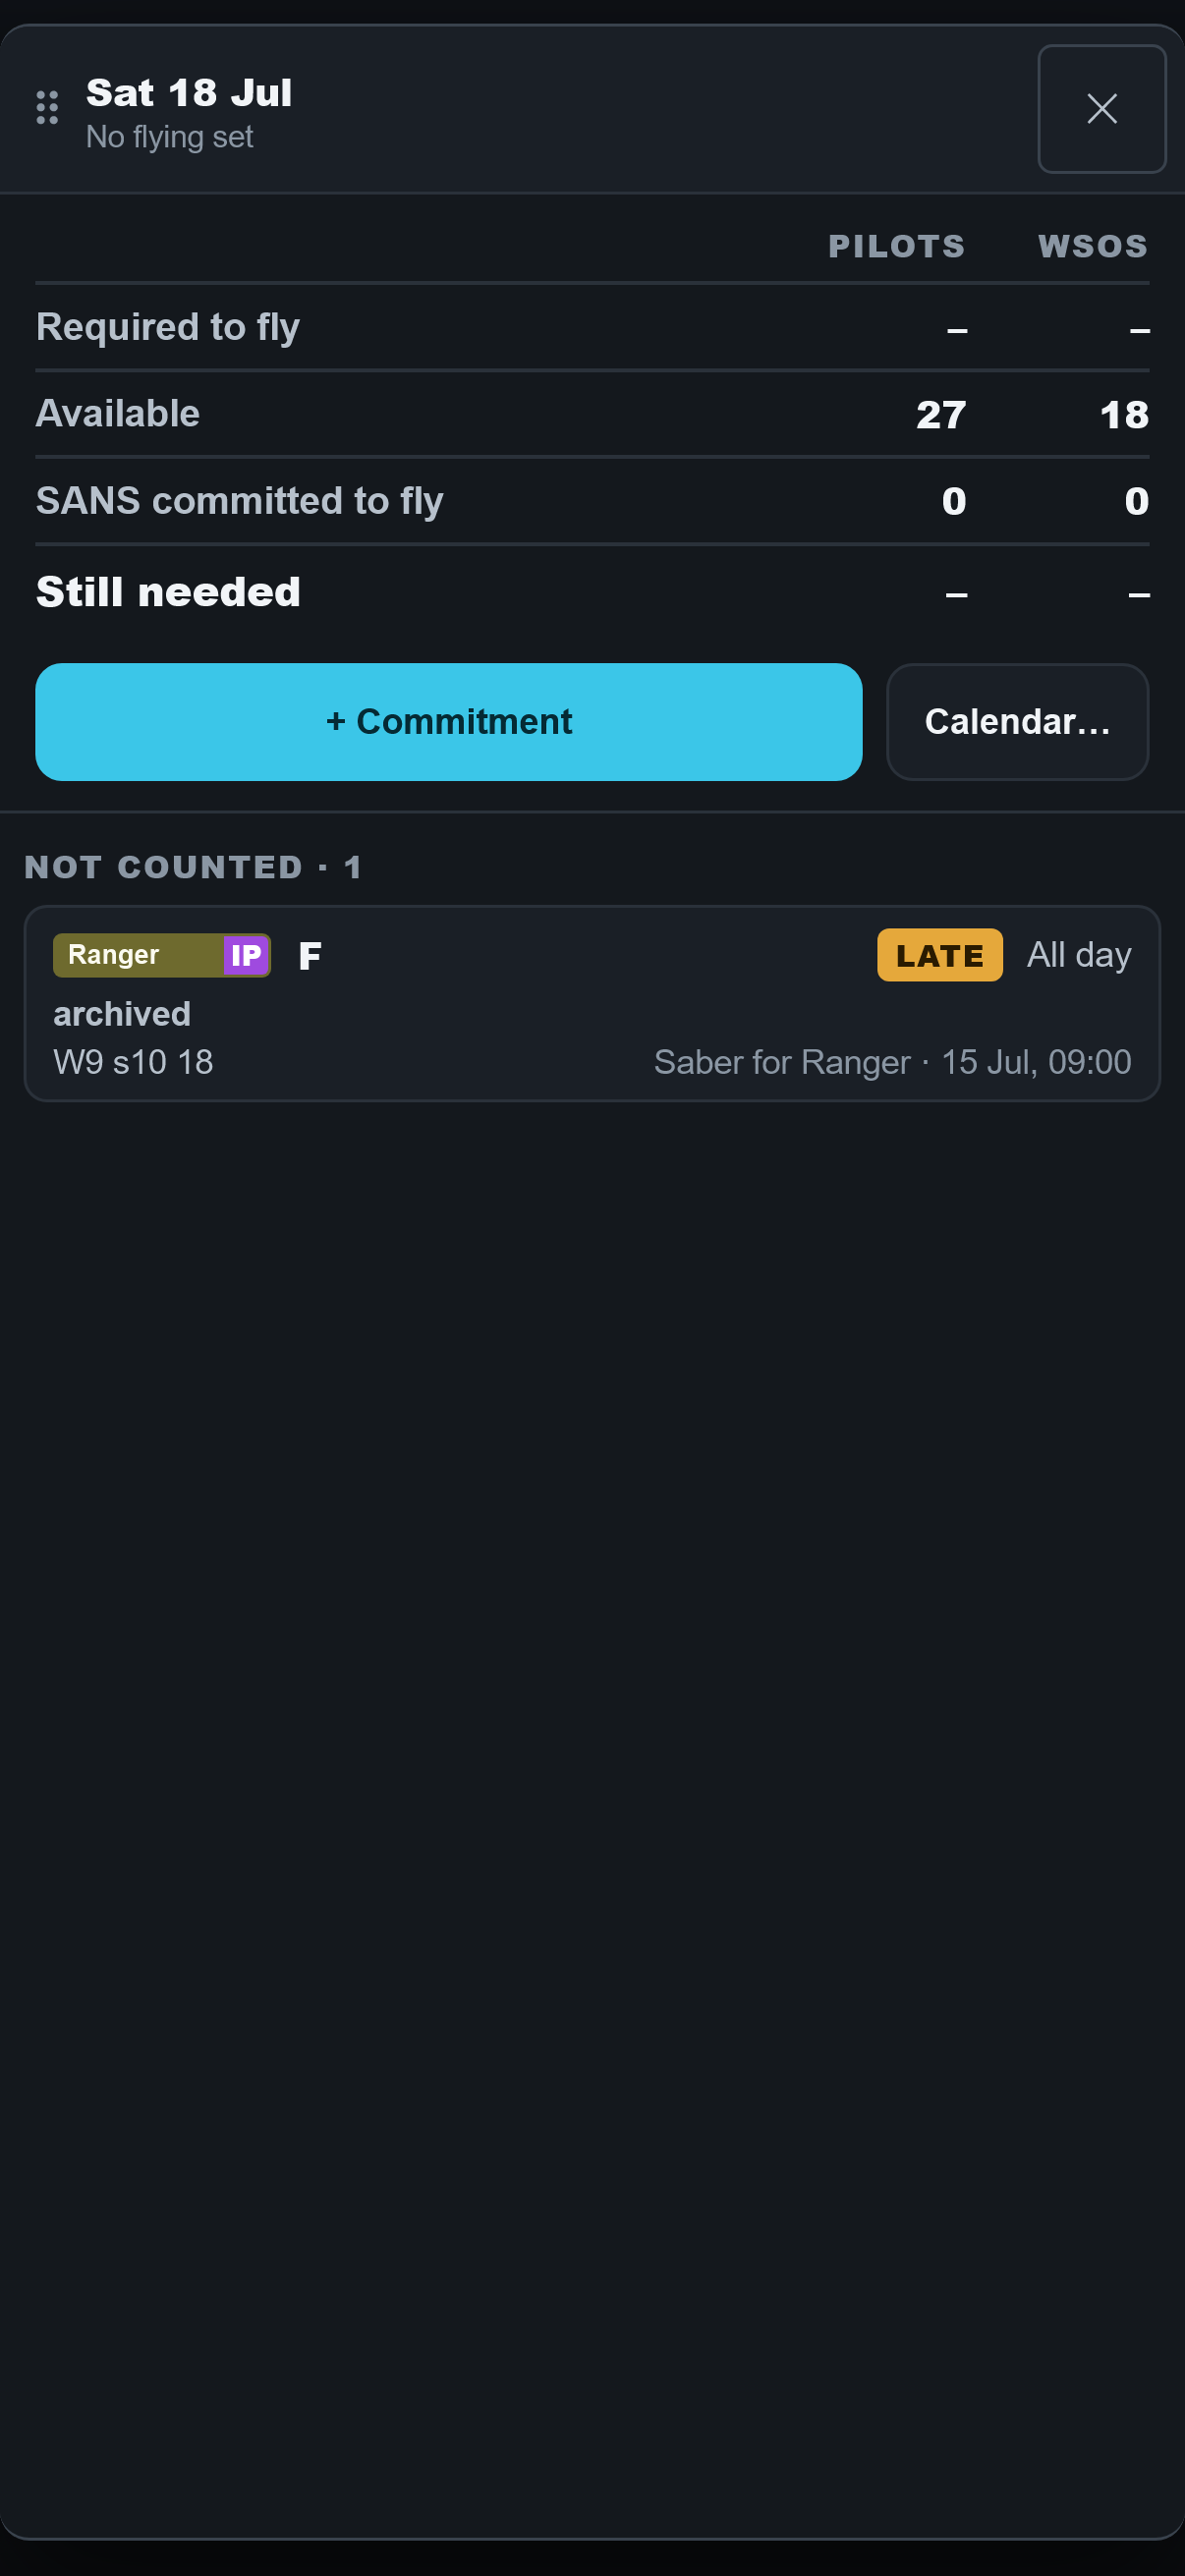 Sat 18 Jul
No flying set
PILOTS WSOS
Required to fly – –
Available 27 18
SANS committed to fly 0 0
Still needed – –
+ Commitment Calendar…
NOT COUNTED · 1
Ranger IP F LATE All day
archived
W9 s10 18 Saber for Ranger · 15 Jul, 09:00